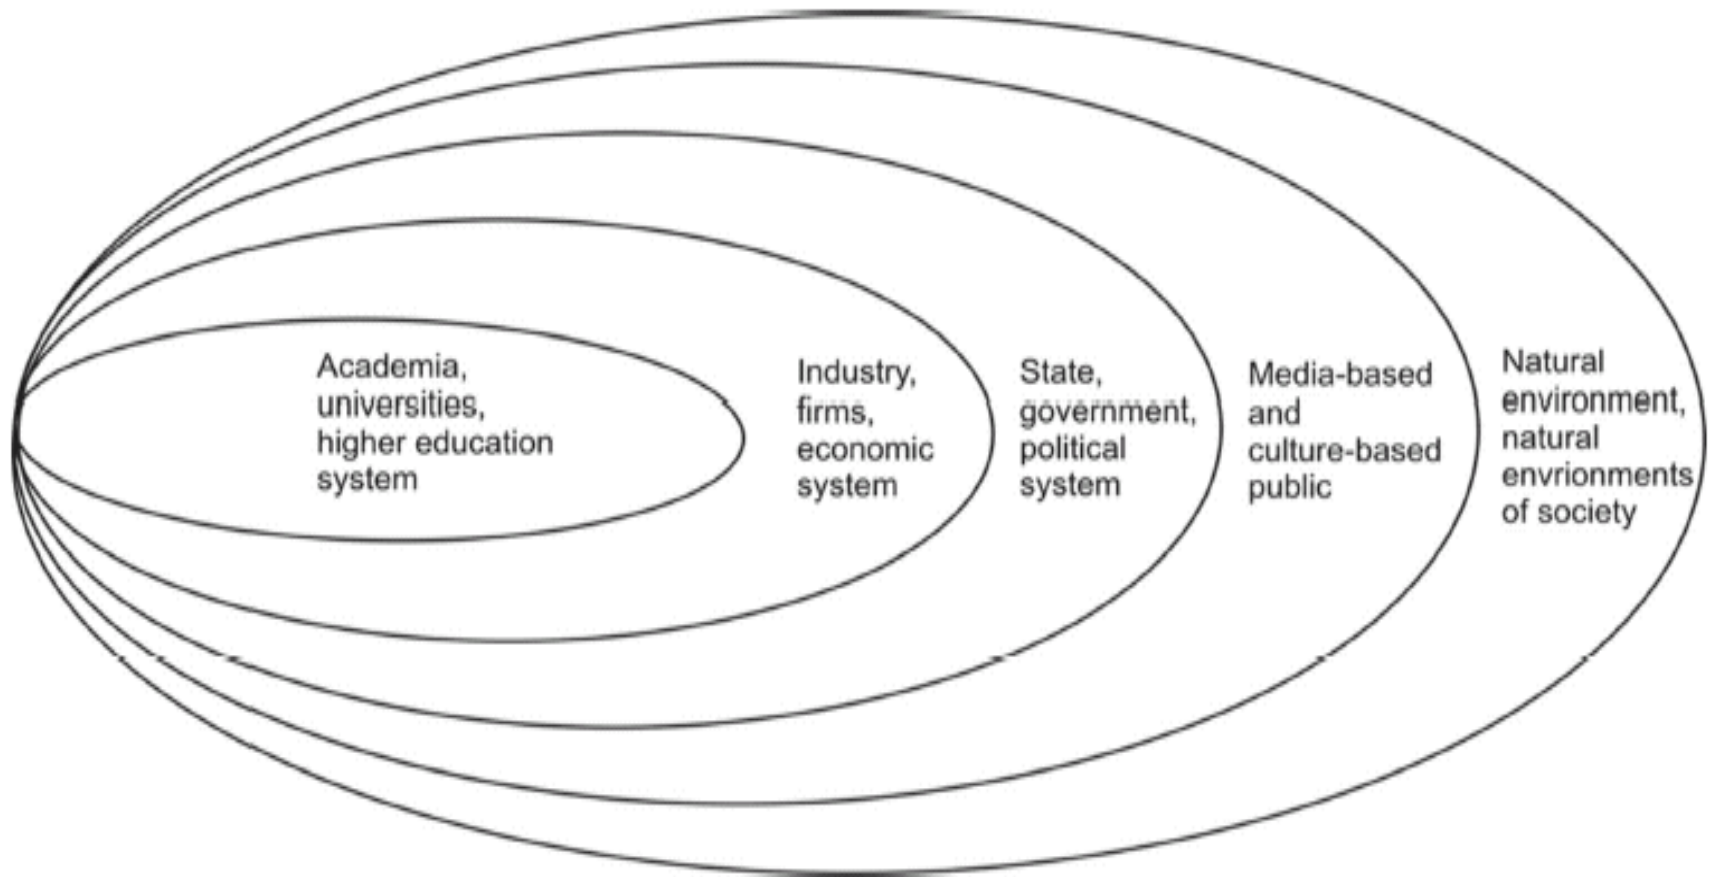 Academia,
universities,
higher education
system
Industry,
firms,
economic
system
State,
government,
political
system
Media-based
and
culture-based
public
Natural
environment,
natural
envrionments
of society